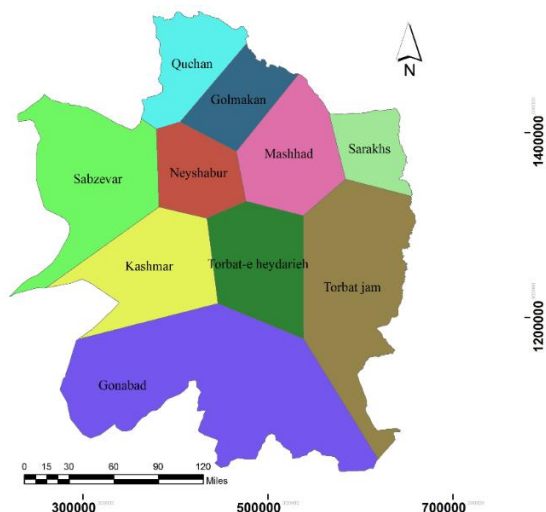 Quchan
N
Golmakan
Mashhad
Sarakhs
1400000
Neyshabur
Sabzevar
Kashmar
Torbat-e heydarieh
Torbat jam
1200000
Gonabad
0 15 30 60 90 120
Miles
300000 500000 700000